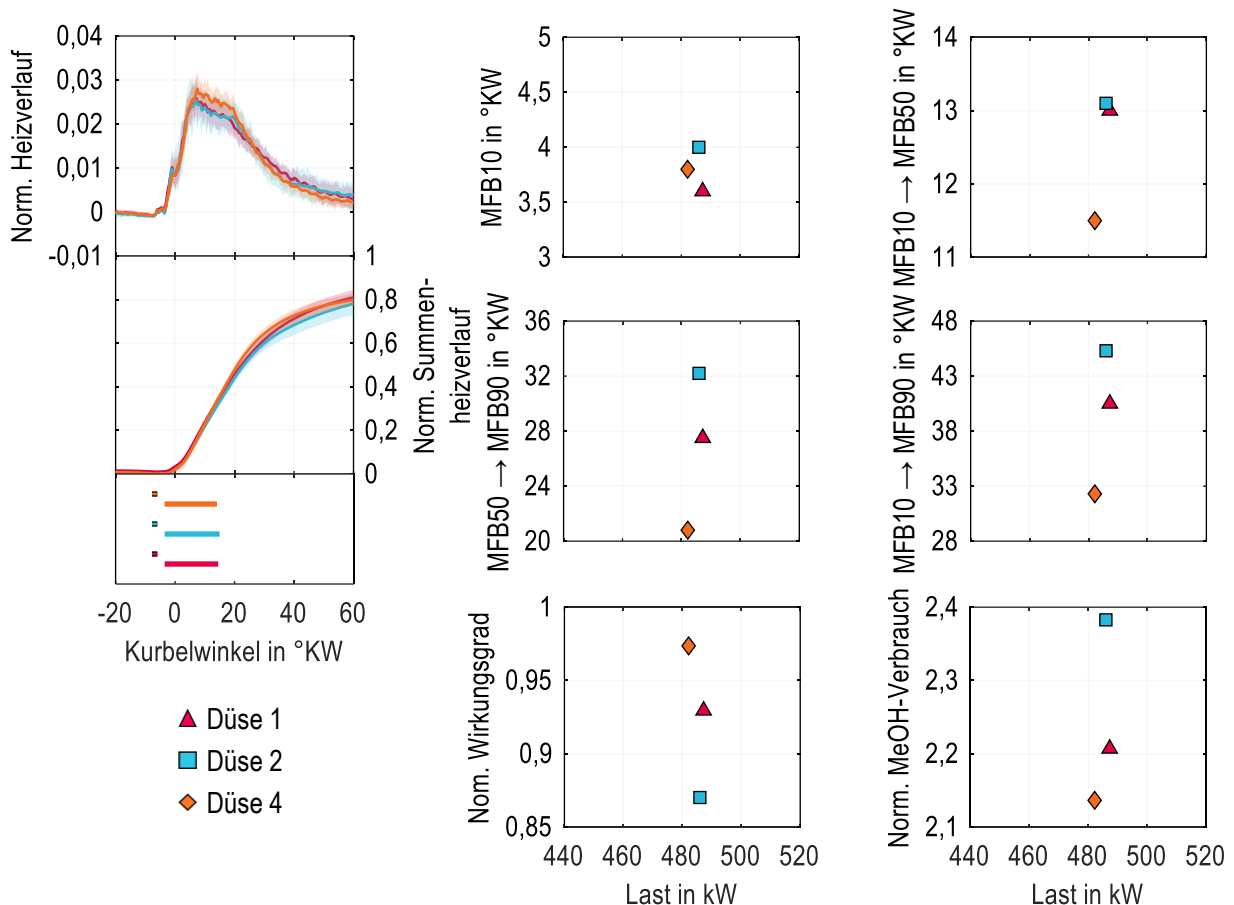 Norm. Heizverlauf
0,04
0,03
0,02
0,01
0
-0,01
1
0,8
0,6
0,4
0,2
0
Norm. Summen-
heizverlauf
-20 0 20 40 60
Kurbelwinkel in °KW
Düse 1
Düse 2
Düse 4
MFB10 in °KW
5
4,5
4
3,5
3
MFB10 → MFB50 in °KW
14
13
12
11
MFB50 → MFB90 in °KW
36
32
28
24
20
MFB10 → MFB90 in °KW
48
43
38
33
28
Nom. Wirkungsgrad
1
0,95
0,9
0,85
440 460 480 500 520
Last in kW
Norm. MeOH-Verbrauch
2,4
2,3
2,2
2,1
440 460 480 500 520
Last in kW